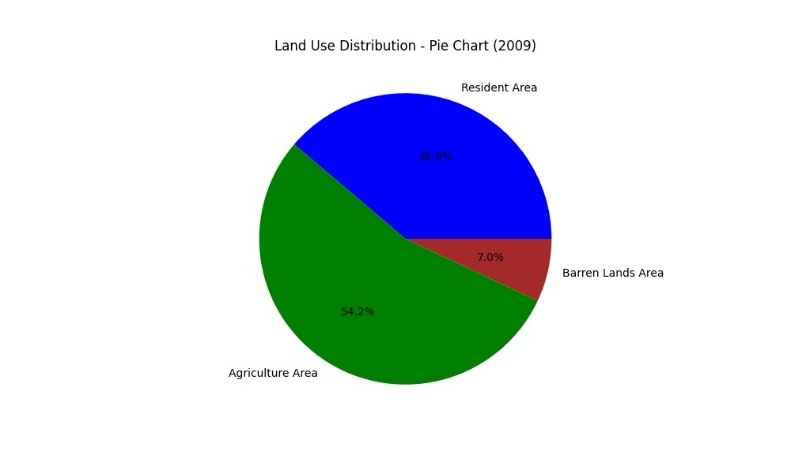 Land Use Distribution - Pie Chart (2009)
Resident Area
38.8%
7.0%
Barren Lands Area
54.2%
Agriculture Area